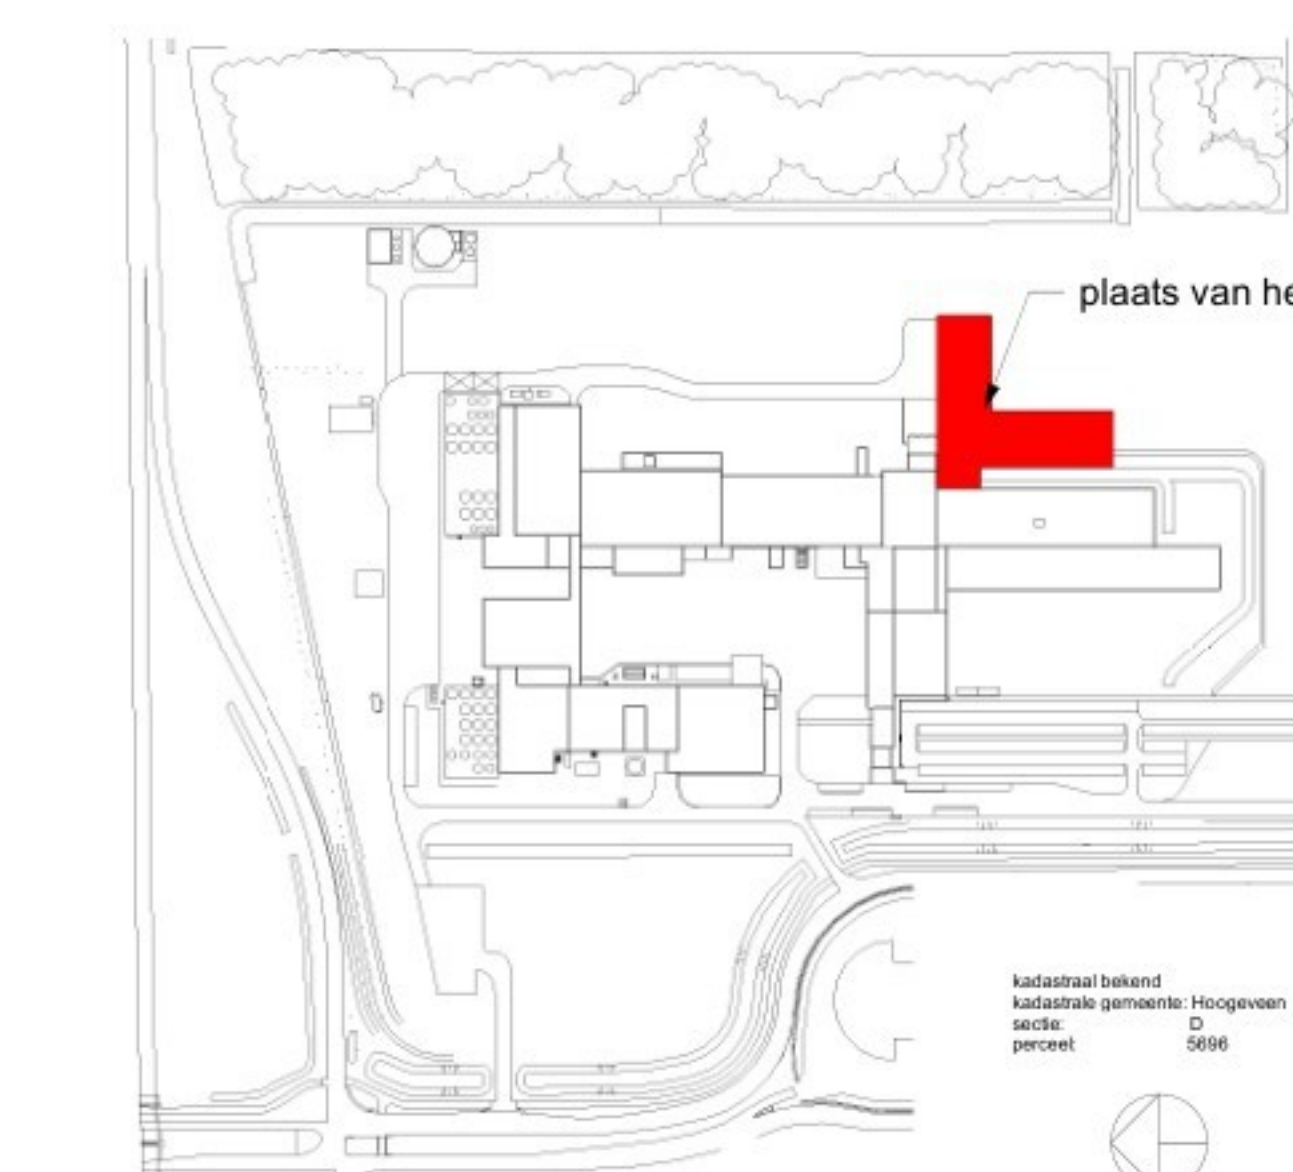 plaats van he
kadastraal bekend
kadastrale gemeente: Hoogeveen
sectie: D
perceel: 5696